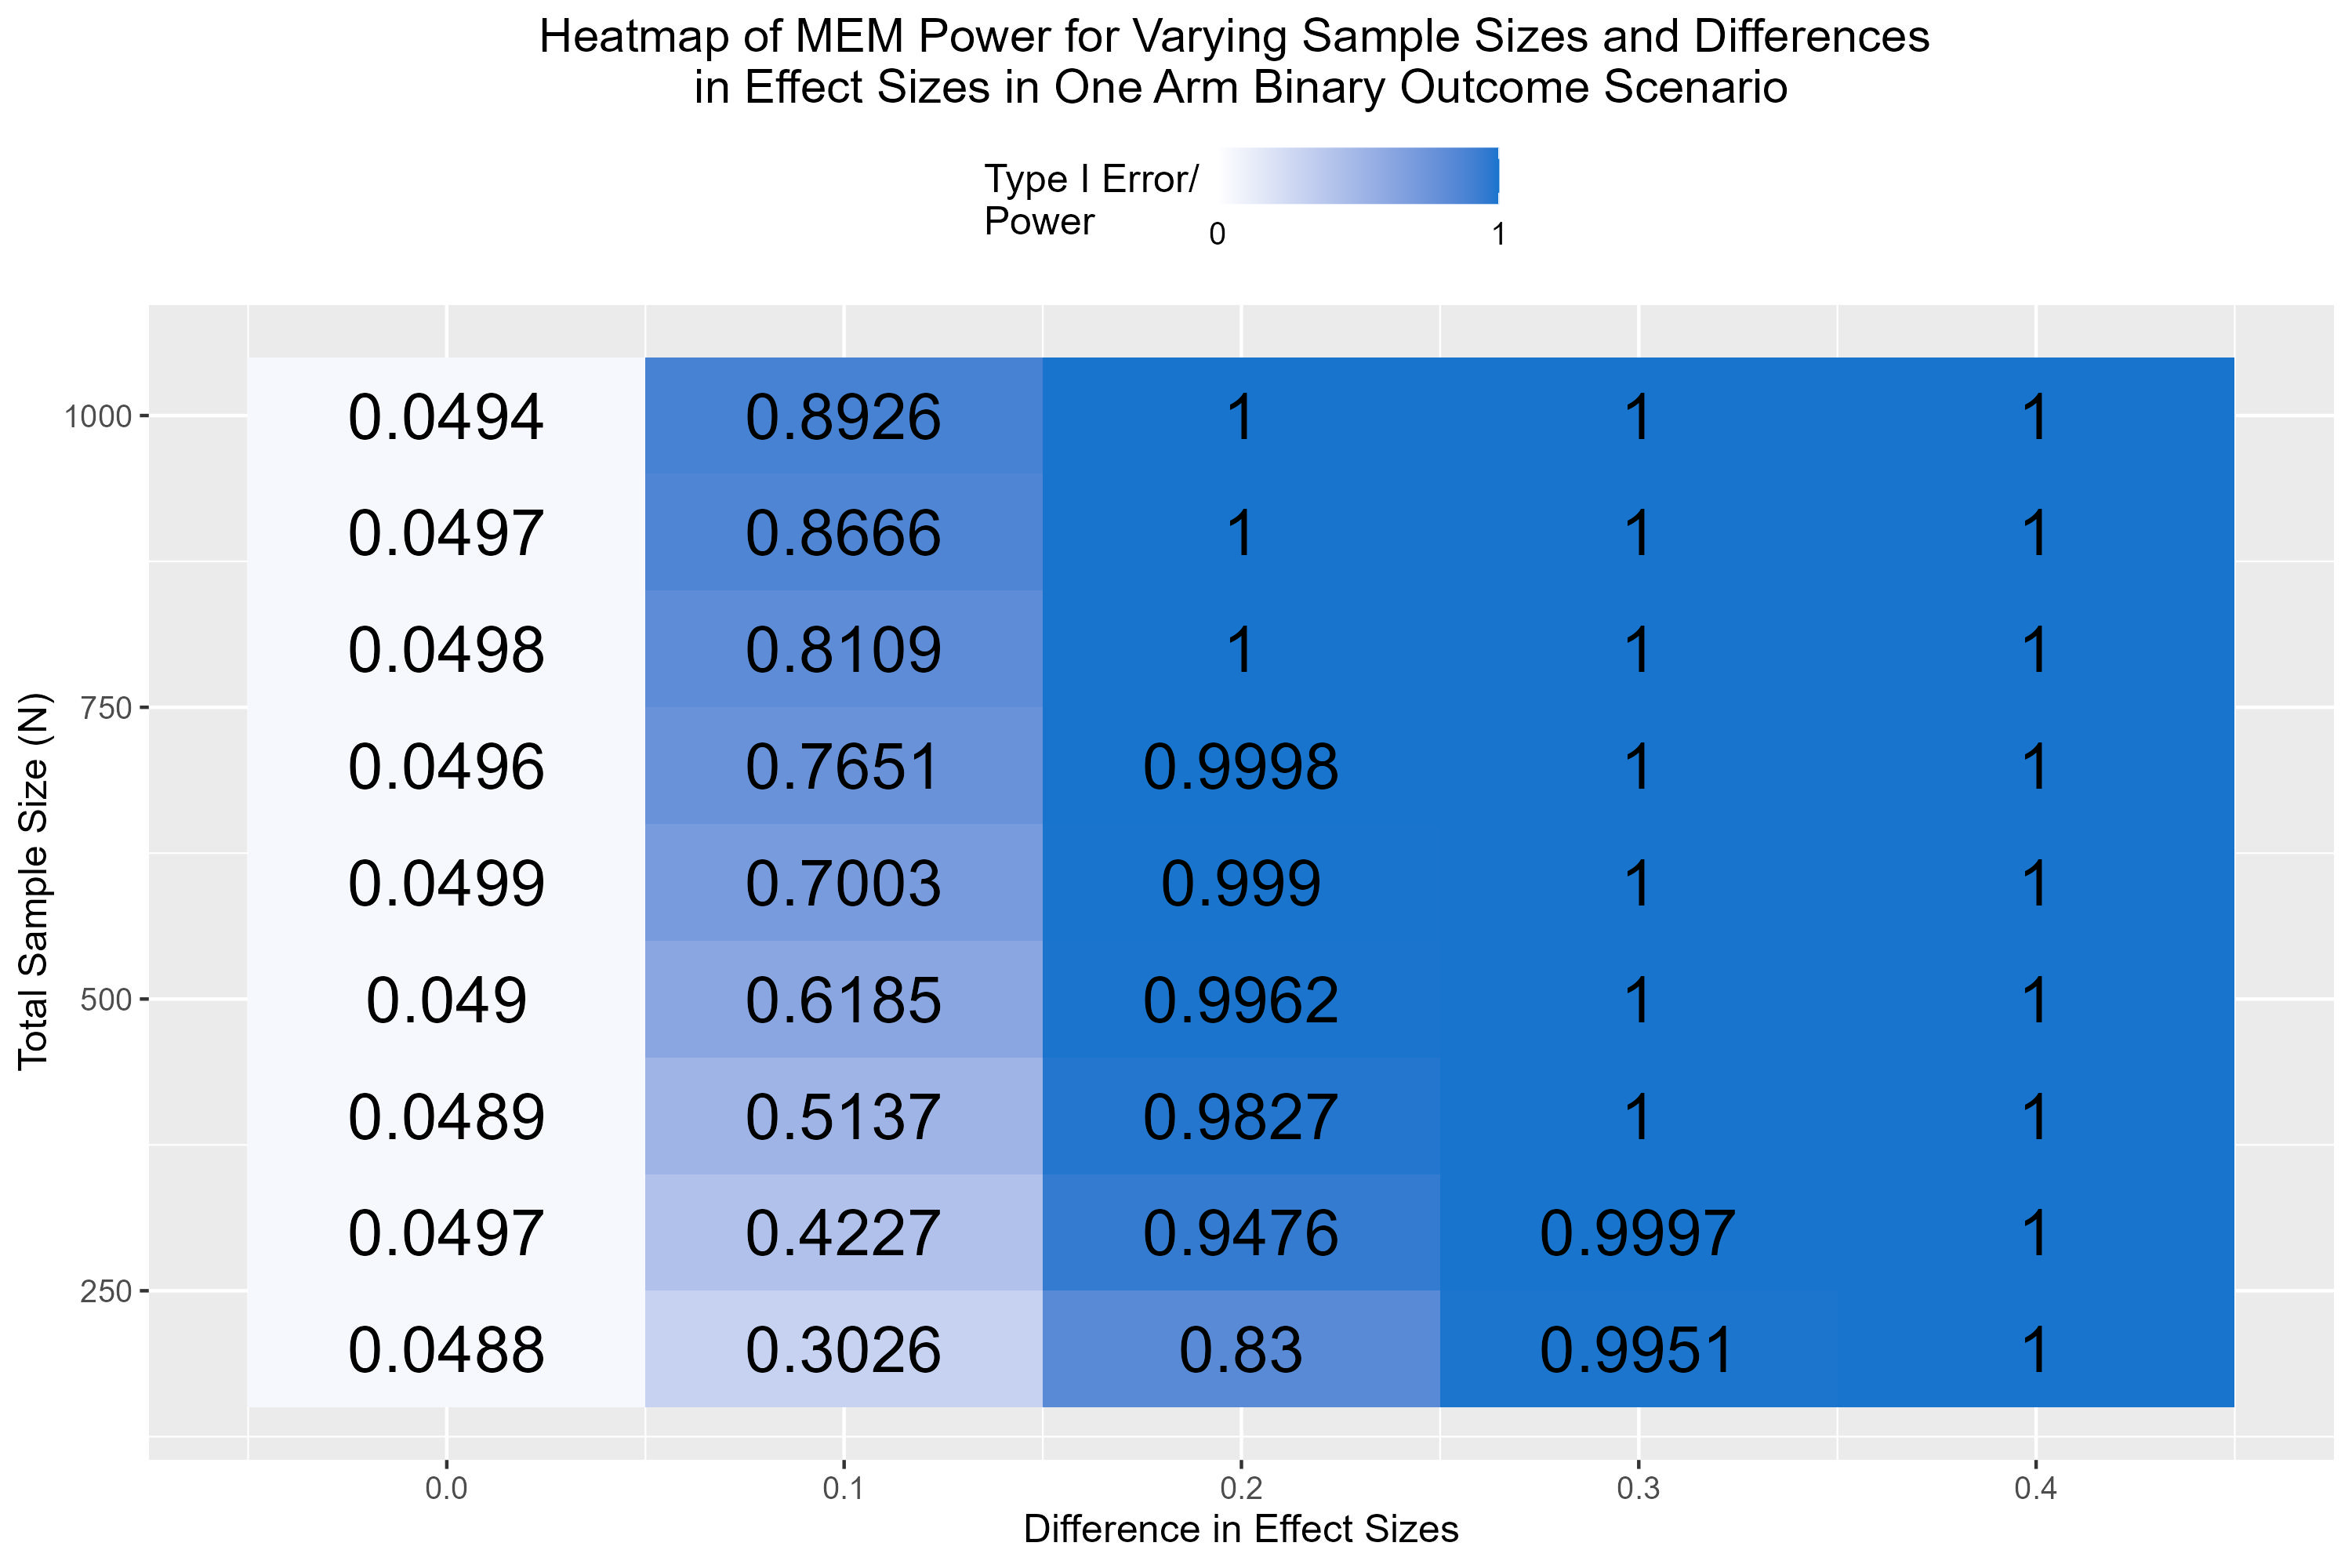 Heatmap of MEM Power for Varying Sample Sizes and Differences
in Effect Sizes in One Arm Binary Outcome Scenario
Type I Error/
Power
0 1
Total Sample Size (N)
1000 0.0494 0.8926 1 1 1
0.0497 0.8666 1 1 1
0.0498 0.8109 1 1 1
750
0.0496 0.7651 0.9998 1 1
0.0499 0.7003 0.999 1 1
500 0.049 0.6185 0.9962 1 1
0.0489 0.5137 0.9827 1 1
0.0497 0.4227 0.9476 0.9997 1
250
0.0488 0.3026 0.83 0.9951 1
0.0 0.1 0.2 0.3 0.4
Difference in Effect Sizes